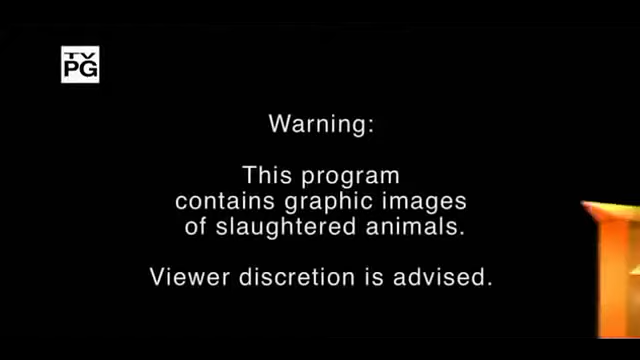 TV
PG
Warning:
This program
contains graphic images
of slaughtered animals.
Viewer discretion is advised.